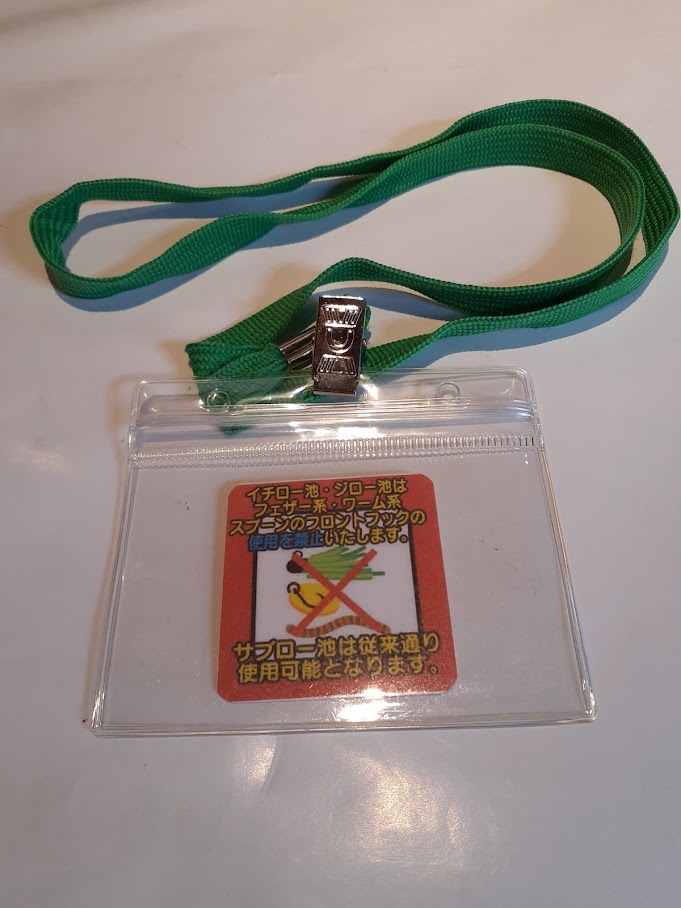 イチロー池・ジロー池は
フェザー系・ワーム系
スプーンのフロントフックの
使用を禁止いたします。
サブロー池は従来通り
使用可能となります。